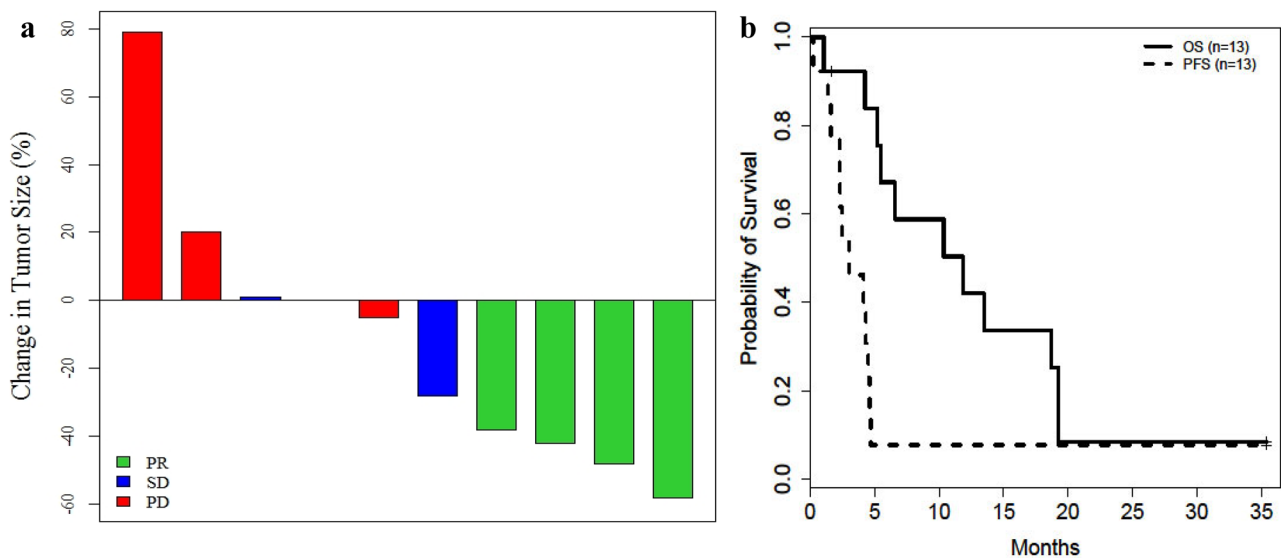 a
Change in Tumor Size (%)
80
60
40
20
0
-20
-40
-60
PR
SD
PD
b
Probability of Survival
1.0
0.8
0.6
0.4
0.2
0.0
OS (n=13)
PFS (n=13)
0 5 10 15 20 25 30 35
Months